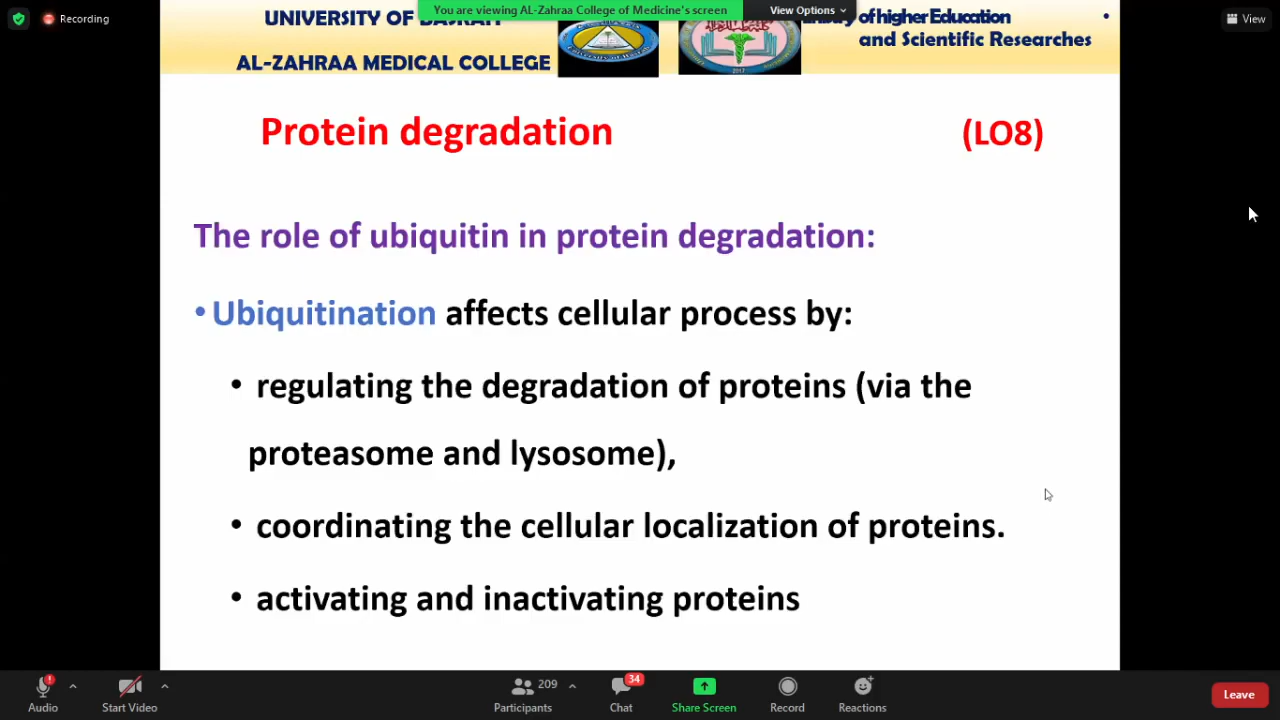 Recording
You are viewing AL-Zahraa College of Medicine's screen
View Options
View
UNIVERSITY OF BASRAH
of higher Education
and Scientific Researches
AL-ZAHRAA MEDICAL COLLEGE
2017
Protein degradation (LO8)
The role of ubiquitin in protein degradation:
• Ubiquitination affects cellular process by:
• regulating the degradation of proteins (via the
proteasome and lysosome),
• coordinating the cellular localization of proteins.
• activating and inactivating proteins
Audio
Start Video
209
Participants
34
Chat
Share Screen
Record
Reactions
Leave